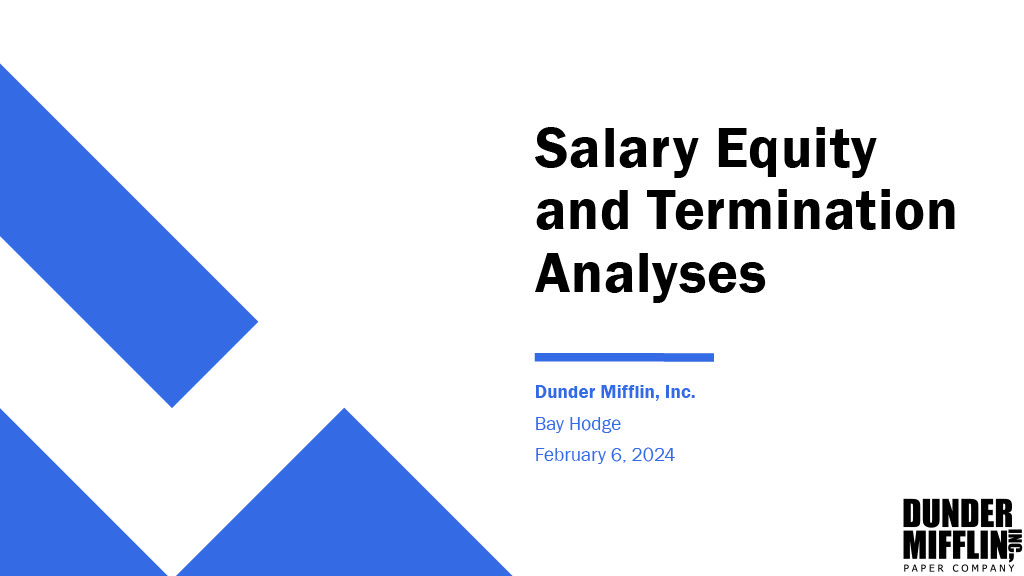 Salary Equity
and Termination
Analyses
Dunder Mifflin, Inc.
Bay Hodge
February 6, 2024
DUNDER
MIFFLIN, INC.
PAPER COMPANY